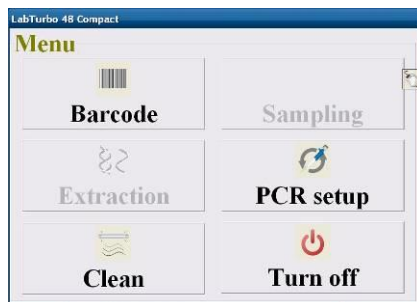 LabTurbo 48 Compact
Menu
Barcode
Sampling
Extraction
PCR setup
Clean
Turn off